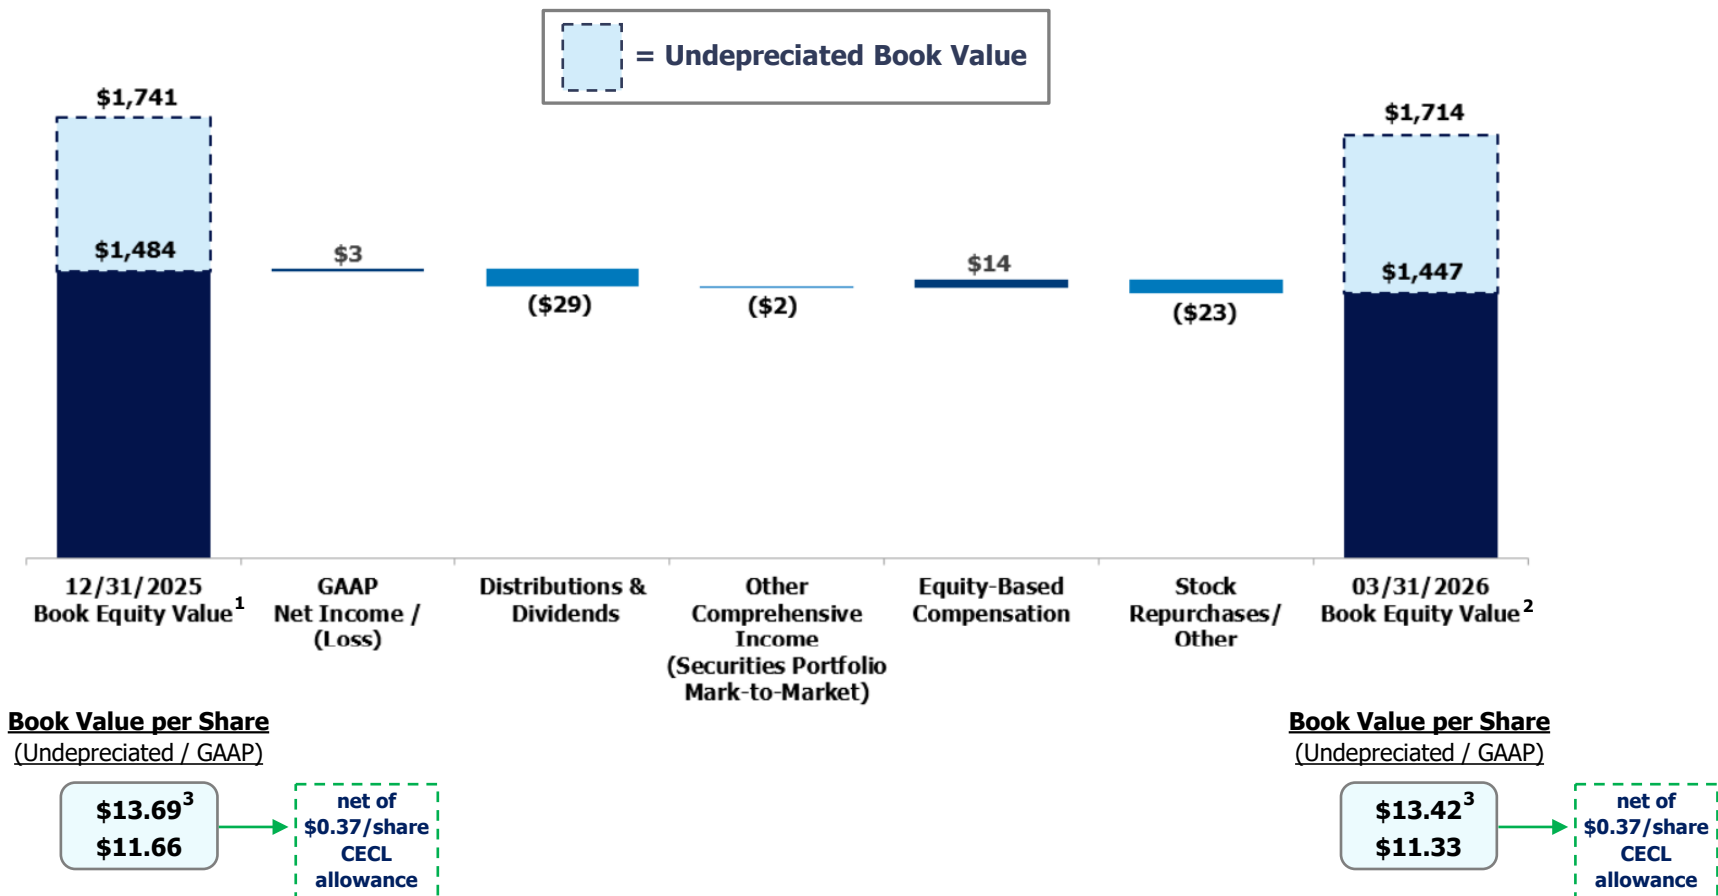 = Undepreciated Book Value
$1,741
$1,484
$3
($29)
($2)
$14
($23)
$1,714
$1,447
12/31/2025
Book Equity Value1
GAAP
Net Income /
(Loss)
Distributions &
Dividends
Other
Comprehensive
Income
(Securities Portfolio
Mark-to-Market)
Equity-Based
Compensation
Stock
Repurchases/
Other
03/31/2026
Book Equity Value2
Book Value per Share
(Undepreciated / GAAP)
$13.693
$11.66
net of
$0.37/share
CECL
allowance
Book Value per Share
(Undepreciated / GAAP)
$13.423
$11.33
net of
$0.37/share
CECL
allowance